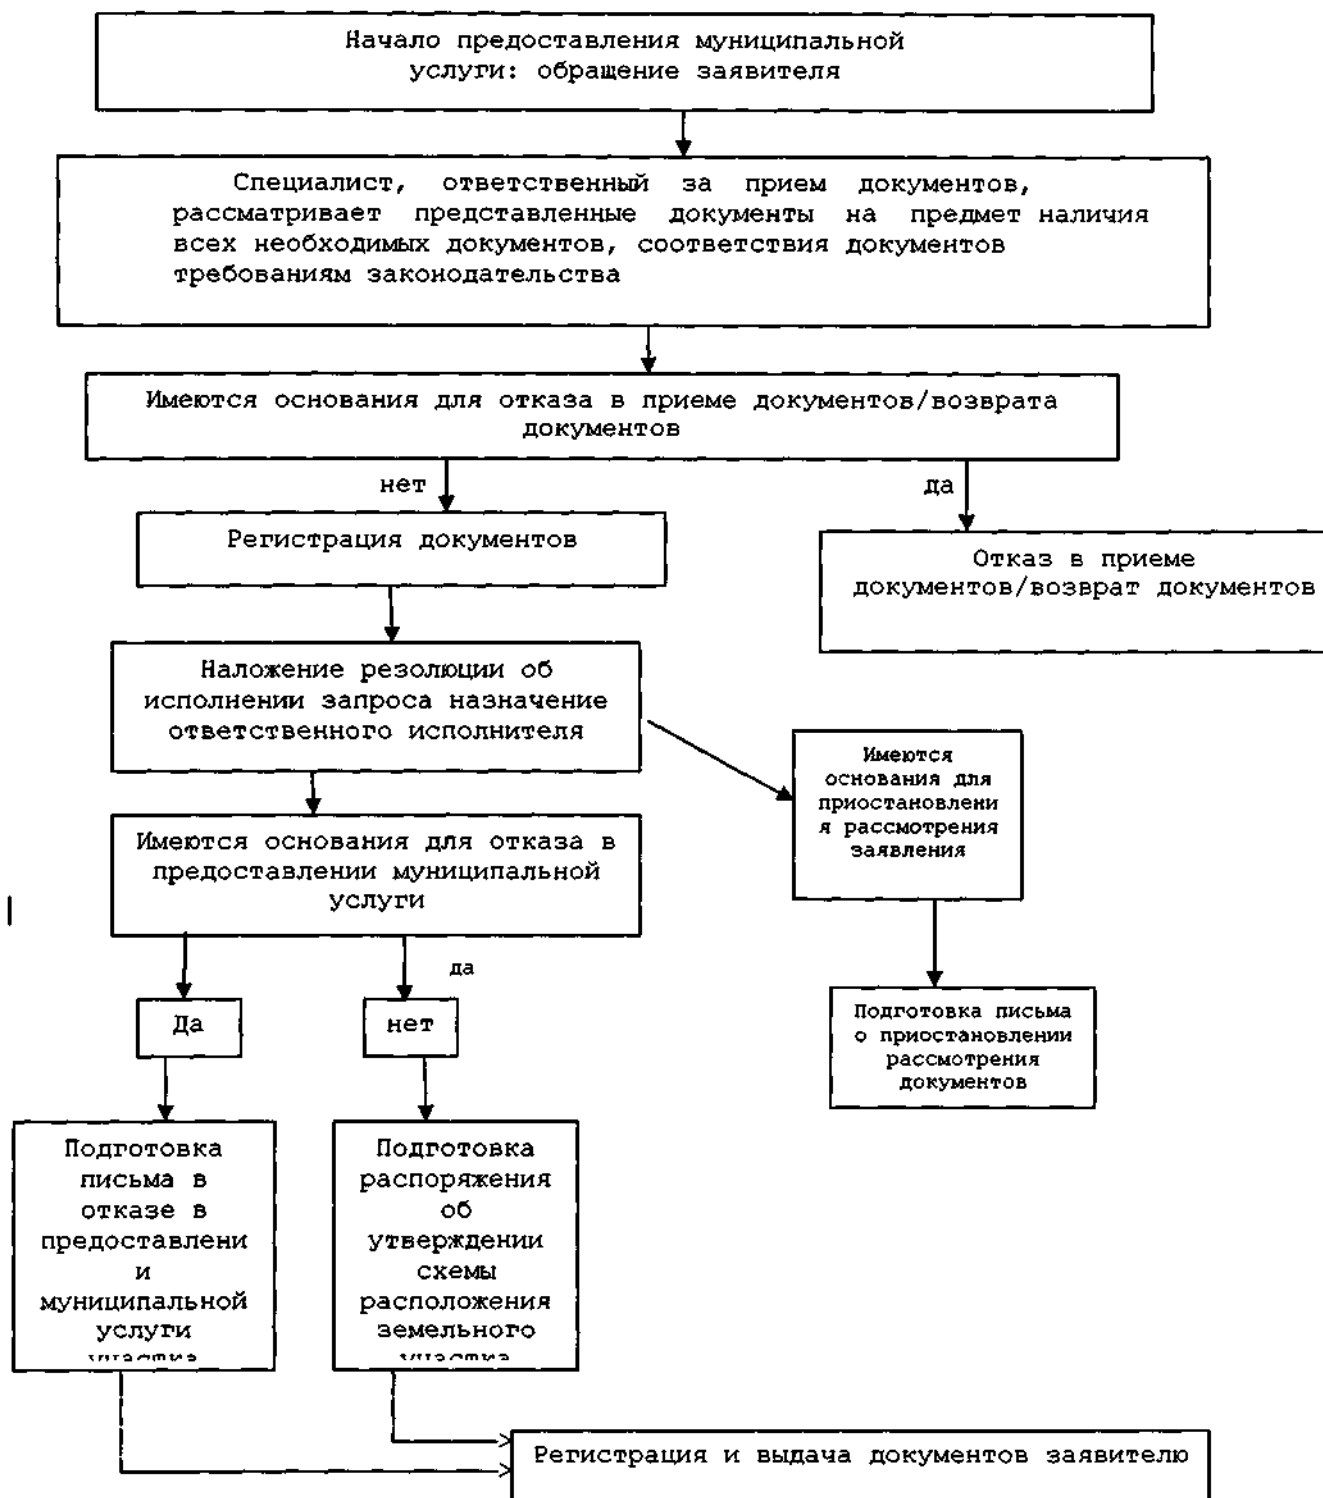 Начало предоставления муниципальной
услуги: обращение заявителя
Специалист, ответственный за прием документов,
рассматривает представленные документы на предмет наличия
всех необходимых документов, соответствия документов
требованиям законодательства
Имеются основания для отказа в приеме документов/возврата
документов
нет
да
Регистрация документов
Отказ в приеме
документов/возврат документов
Наложение резолюции об
исполнении запроса назначение
ответственного исполнителя
Имеются
основания для
приостановлени
я рассмотрения
заявления
Имеются основания для отказа в
предоставлении муниципальной
услуги
да
Да
нет
Подготовка письма
о приостановлении
рассмотрения
документов
Подготовка
письма в
отказе в
предоставлени
и
муниципальной
услуги
участка
Подготовка
распоряжения
об
утверждении
схемы
расположения
земельного
участка
Регистрация и выдача документов заявителю